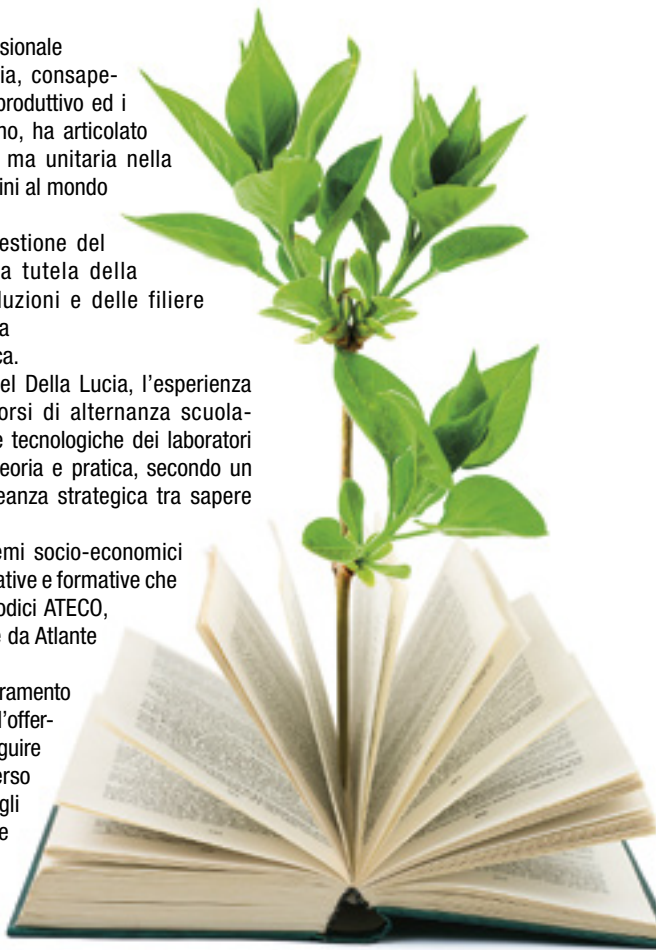 sionale
ia, consape-
produttivo ed i
no, ha articolato
ma unitaria nella
ini al mondo
estione del
a tutela della
luzioni e delle filiere
a
ca.
el Della Lucia, l'esperienza
orsi di alternanza scuola-
e tecnologiche dei laboratori
eoria e pratica, secondo un
eanza strategica tra sapere
emi socio-economici
ative e formative che
odici ATECO,
e da Atlante
ramento
l'offer-
guire
erso
gli
e